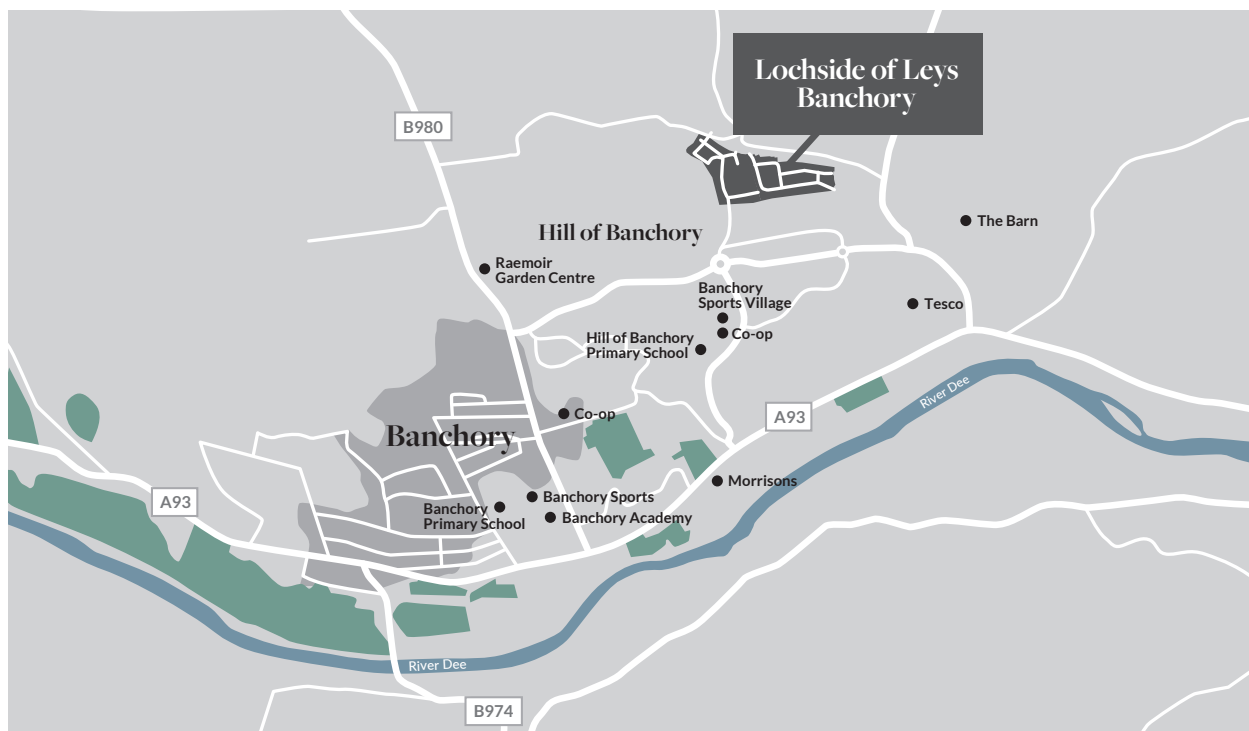 Lochside of Leys
Banchory
B980
The Barn
Hill of Banchory
Raemoir
Garden Centre
Banchory
Sports Village
Tesco
Co-op
Hill of Banchory
Primary School
River Dee
Co-op
A93
Banchory
Morrisons
A93
Banchory Sports
Banchory
Primary School
Banchory Academy
River Dee
B974